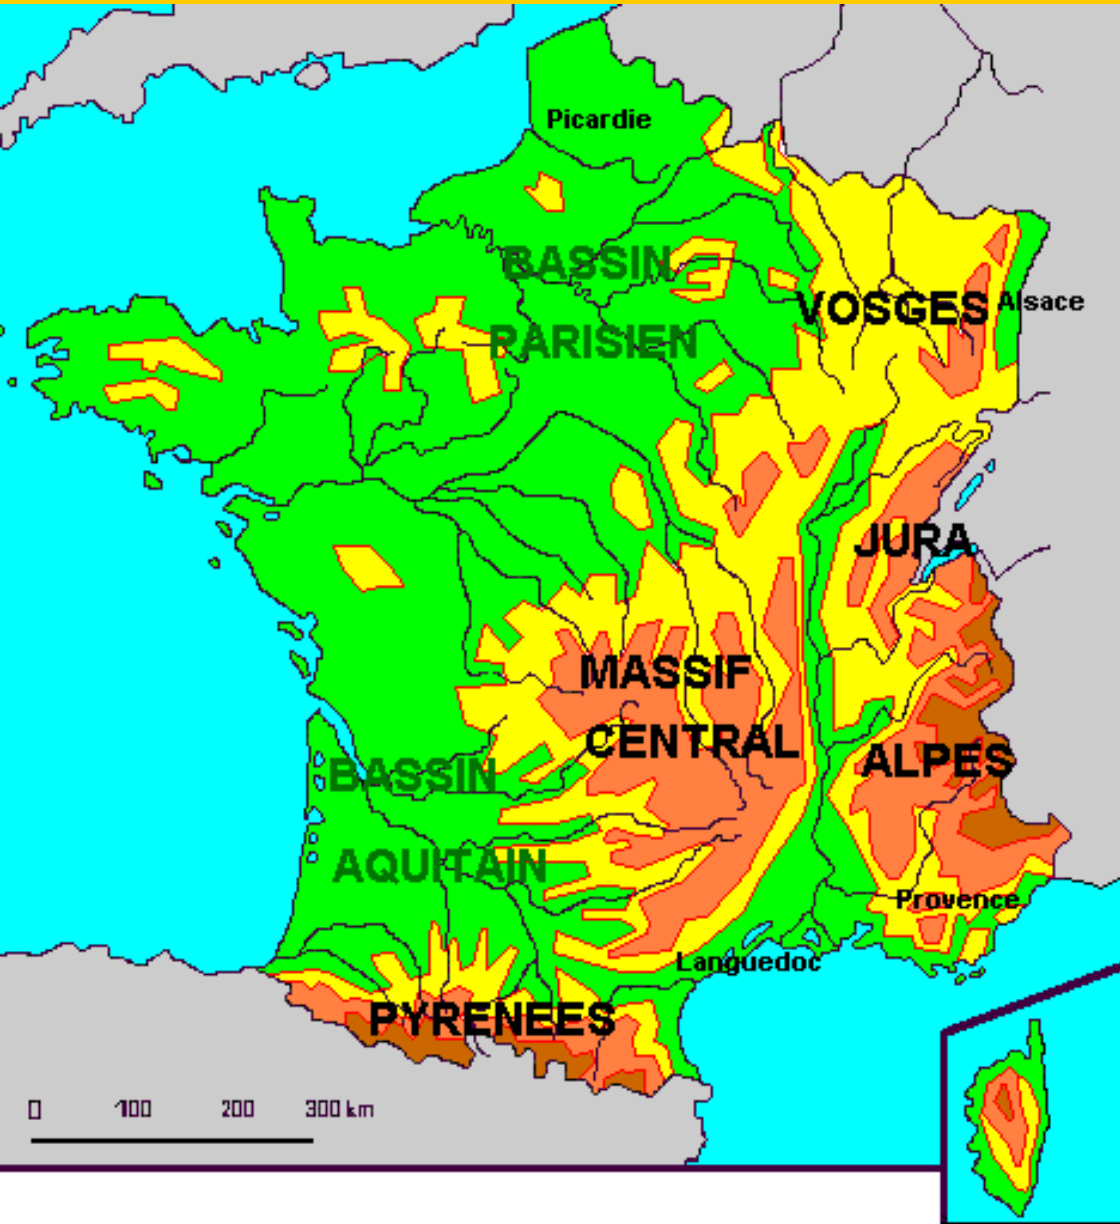 Picardie
BASSIN
PARISIEN
VOSGES
Alsace
JURA
MASSIF
CENTRAL
ALPES
BASSIN
AQUITAIN
Provence
Languedoc
PYRENEES
0 100 200 300 km